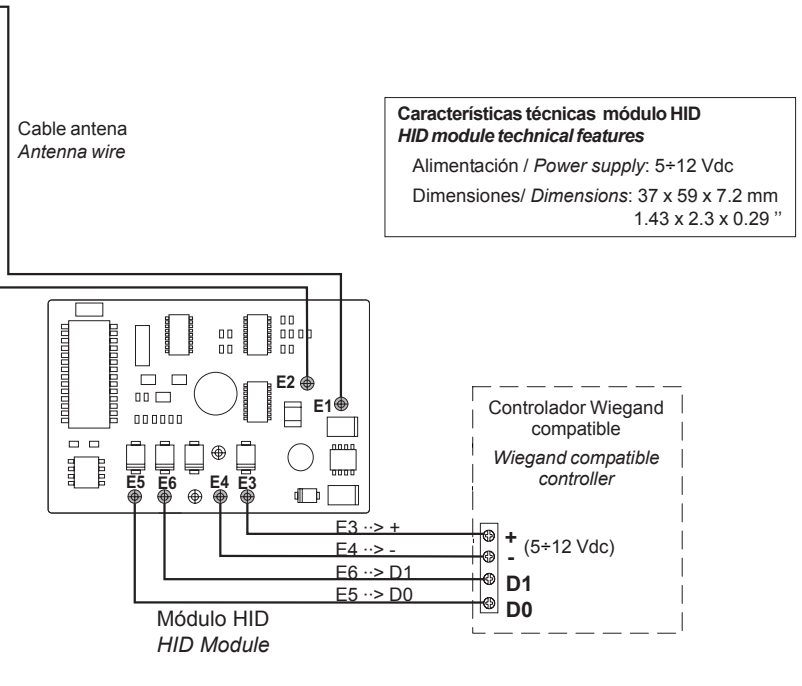 Cable antena
Antenna wire
Características técnicas módulo HID
HID module technical features
Alimentación / Power supply: 5÷12 Vdc
Dimensiones/ Dimensions: 37 x 59 x 7.2 mm
1.43 x 2.3 x 0.29 ’’
E2
E1
E5 E6 E4 E3
Controlador Wiegand
compatible
Wiegand compatible
controller
E3 ··> +
E4 ··> -
E6 ··> D1
E5 ··> D0
+
- (5÷12 Vdc)
D1
D0
Módulo HID
HID Module